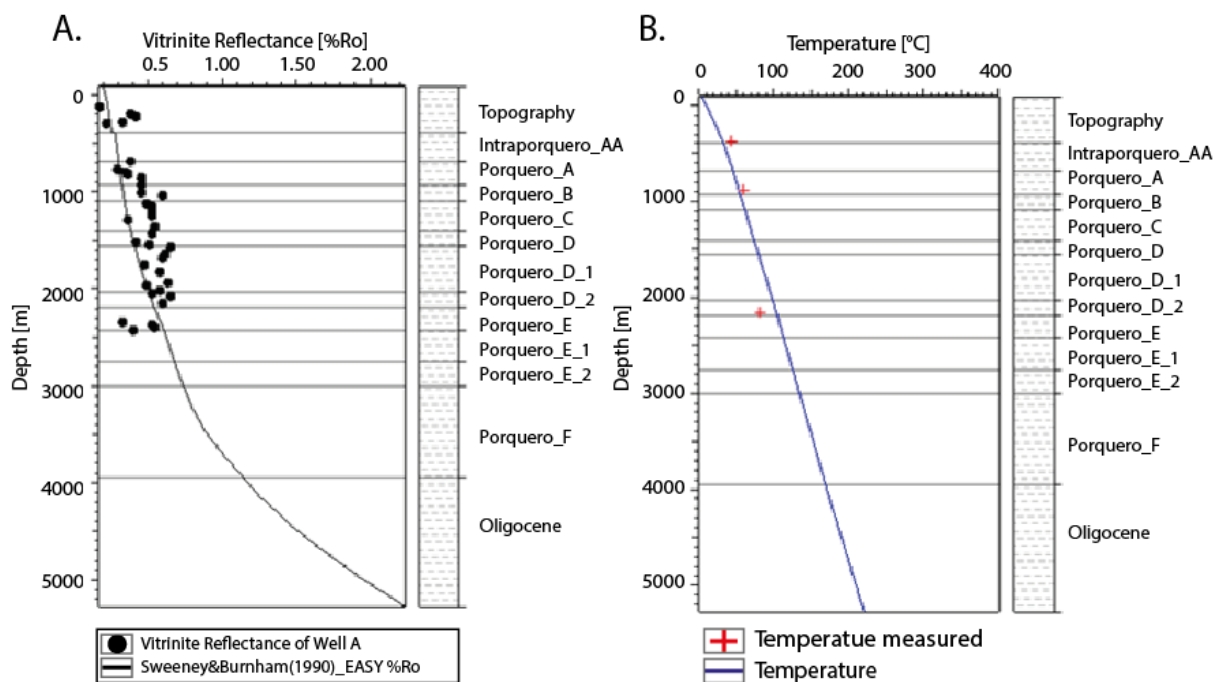 A.
Vitrinite Reflectance [%Ro]
0.5 1.00 1.50 2.00
0
1000
2000
3000
4000
5000
Depth [m]
Topography
Intraporquero_AA
Porquero_A
Porquero_B
Porquero_C
Porquero_D
Porquero_D_1
Porquero_D_2
Porquero_E
Porquero_E_1
Porquero_E_2
Porquero_F
Oligocene
Vitrinite Reflectance of Well A
Sweeney&Burnham(1990)_EASY %Ro
B.
Temperature [°C]
0 100 200 300 400
0
1000
2000
3000
4000
5000
Depth [m]
Topography
Intraporquero_AA
Porquero_A
Porquero_B
Porquero_C
Porquero_D
Porquero_D_1
Porquero_D_2
Porquero_E
Porquero_E_1
Porquero_E_2
Porquero_F
Oligocene
Temperatue measured
Temperature